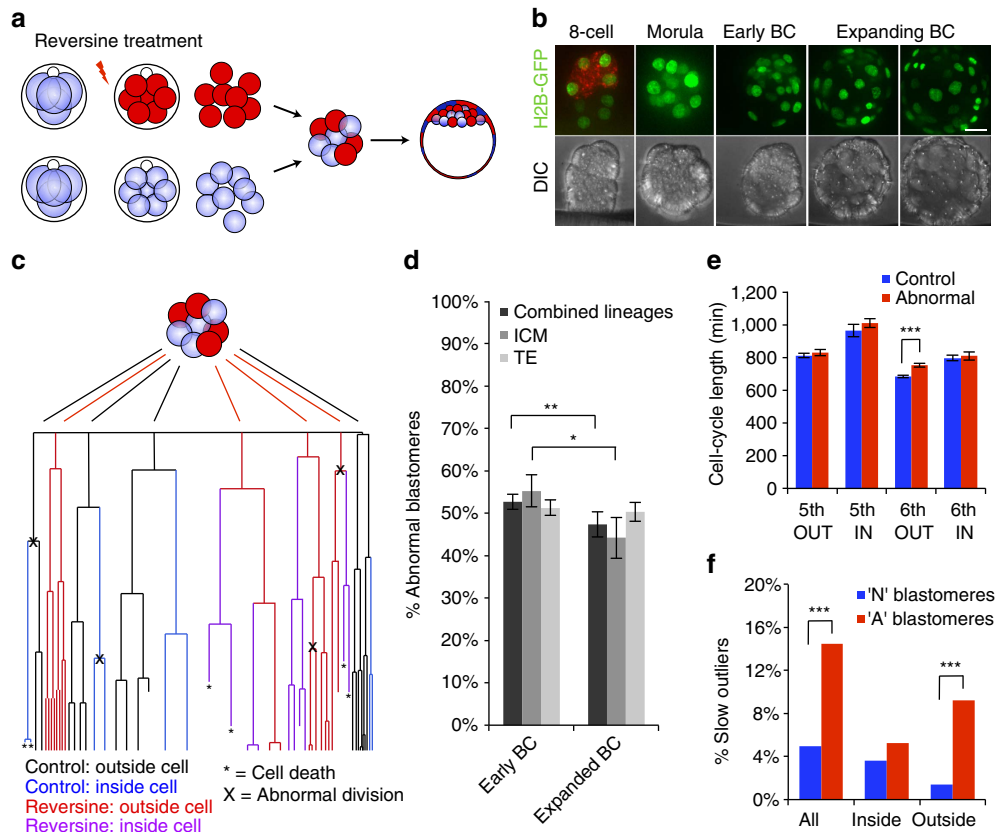 a
Reversine treatment
b
8-cell
Morula
Early BC
Expanding BC
H2B-GFP
DIC
c
X
X
X
X
*
*
*
*
**
Control: outside cell
Control: inside cell
Reversine: outside cell
Reversine: inside cell
* = Cell death
X = Abnormal division
d
100%
90%
80%
70%
60%
50%
40%
30%
20%
10%
0%
% Abnormal blastomeres
Combined lineages
ICM
TE
**
*
Early BC
Expanded BC
e
Control
Abnormal
1,200
1,000
800
600
400
200
0
Cell-cycle length (min)
***
5th OUT
5th IN
6th OUT
6th IN
f
20%
16%
12%
8%
4%
0%
% Slow outliers
'N' blastomeres
'A' blastomeres
***
***
All
Inside
Outside